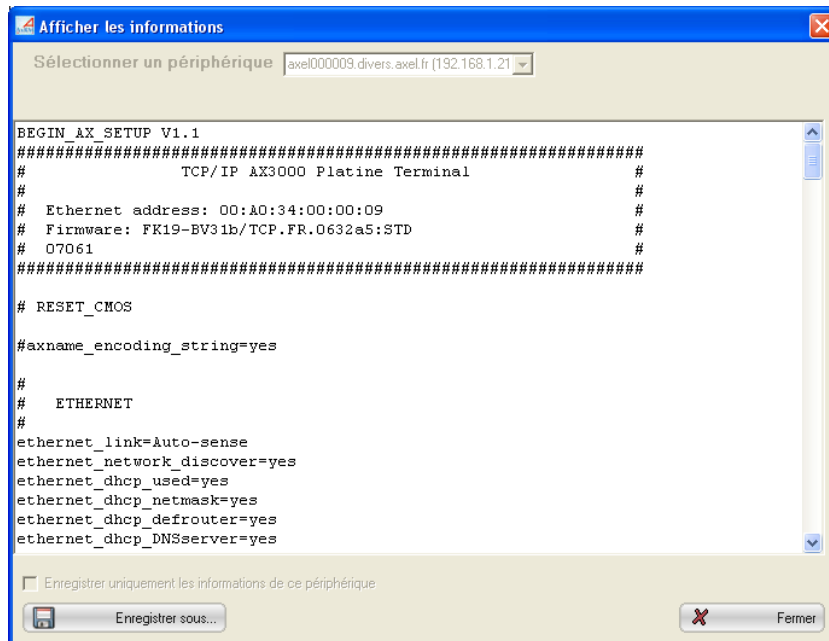 Afficher les informations
Sélectionner un périphérique axel000009.divers.axel.fr (192.168.1.21
BEGIN_AX_SETUP V1.1
#################################################################
# TCP/IP AX3000 Platine Terminal #
# #
# Ethernet address: 00:A0:34:00:00:09 #
# Firmware: FK19-BV31b/TCP.FR.0632a5:STD #
# 07061 #
#################################################################
# RESET_CMOS
#axname_encoding_string=yes
#
# ETHERNET
#
ethernet_link=Auto-sense
ethernet_network_discover=yes
ethernet_dhcp_used=yes
ethernet_dhcp_netmask=yes
ethernet_dhcp_defrouter=yes
ethernet_dhcp_DNSserver=yes
Enregistrer uniquement les informations de ce périphérique
Enregistrer sous... Fermer